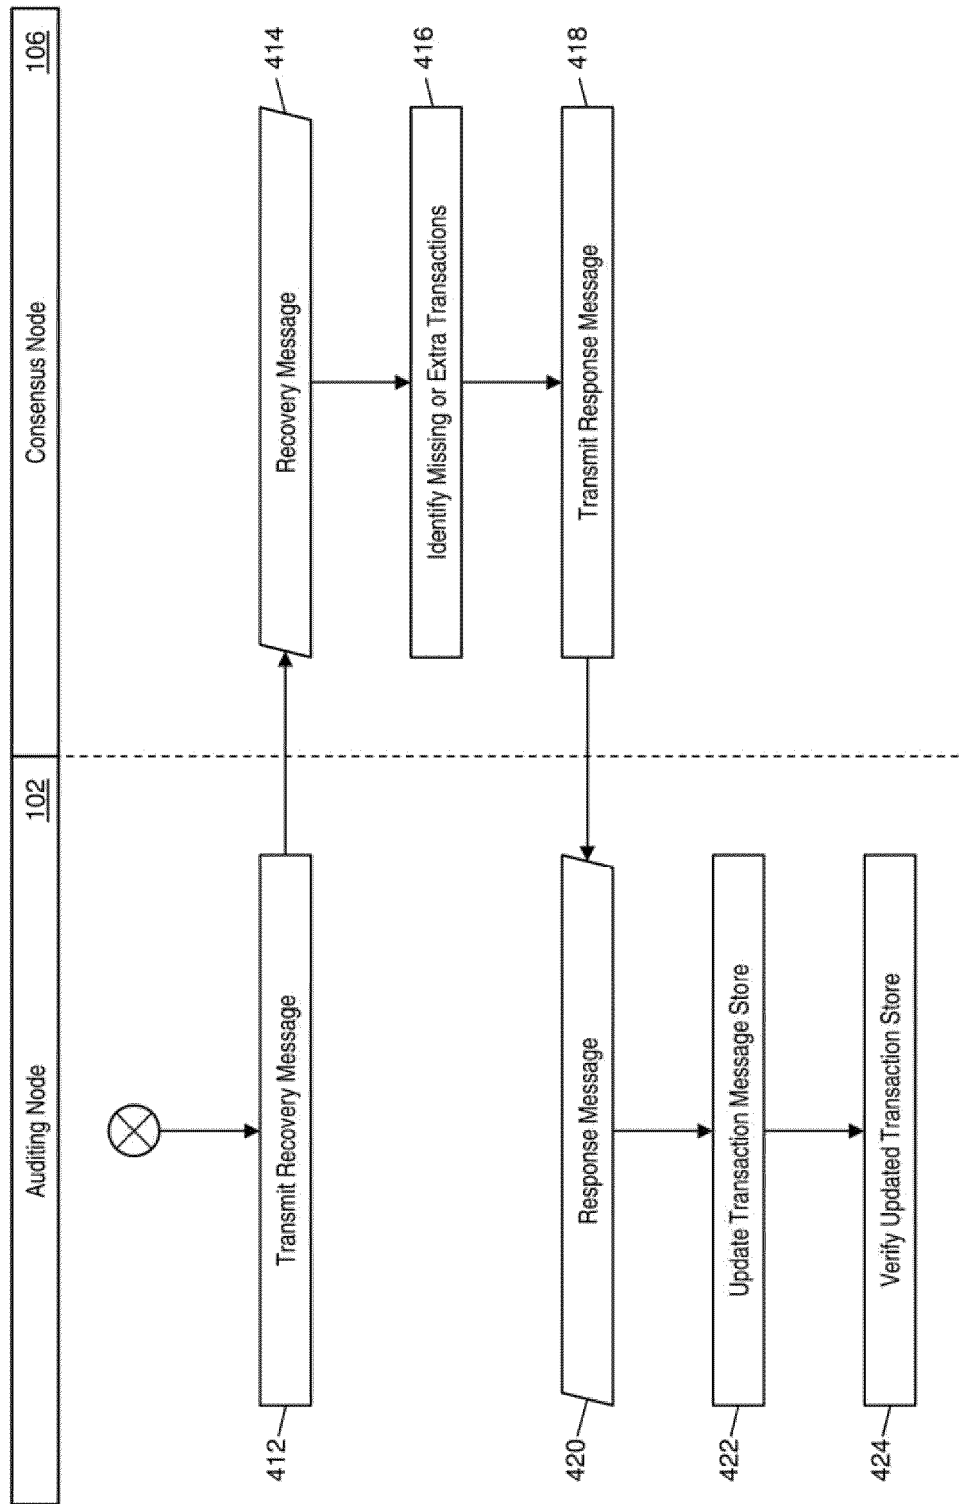 Auditing Node
102
Consensus Node
106
412
Transmit Recovery Message
Recovery Message
414
Identify Missing or Extra Transactions
416
Transmit Response Message
418
420
Response Message
422
Update Transaction Message Store
424
Verify Updated Transaction Store